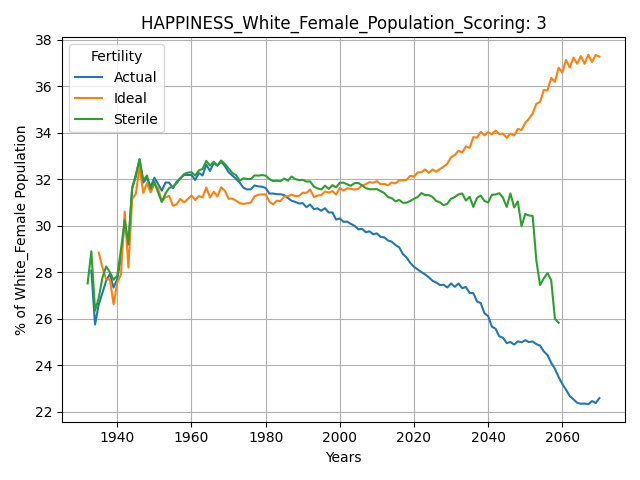 HAPPINESS_White_Female_Population_Scoring: 3
% of White_Female Population
38
36
34
32
30
28
26
24
22
Fertility
Actual
Ideal
Sterile
1940
1960
1980
2000
2020
2040
2060
Years